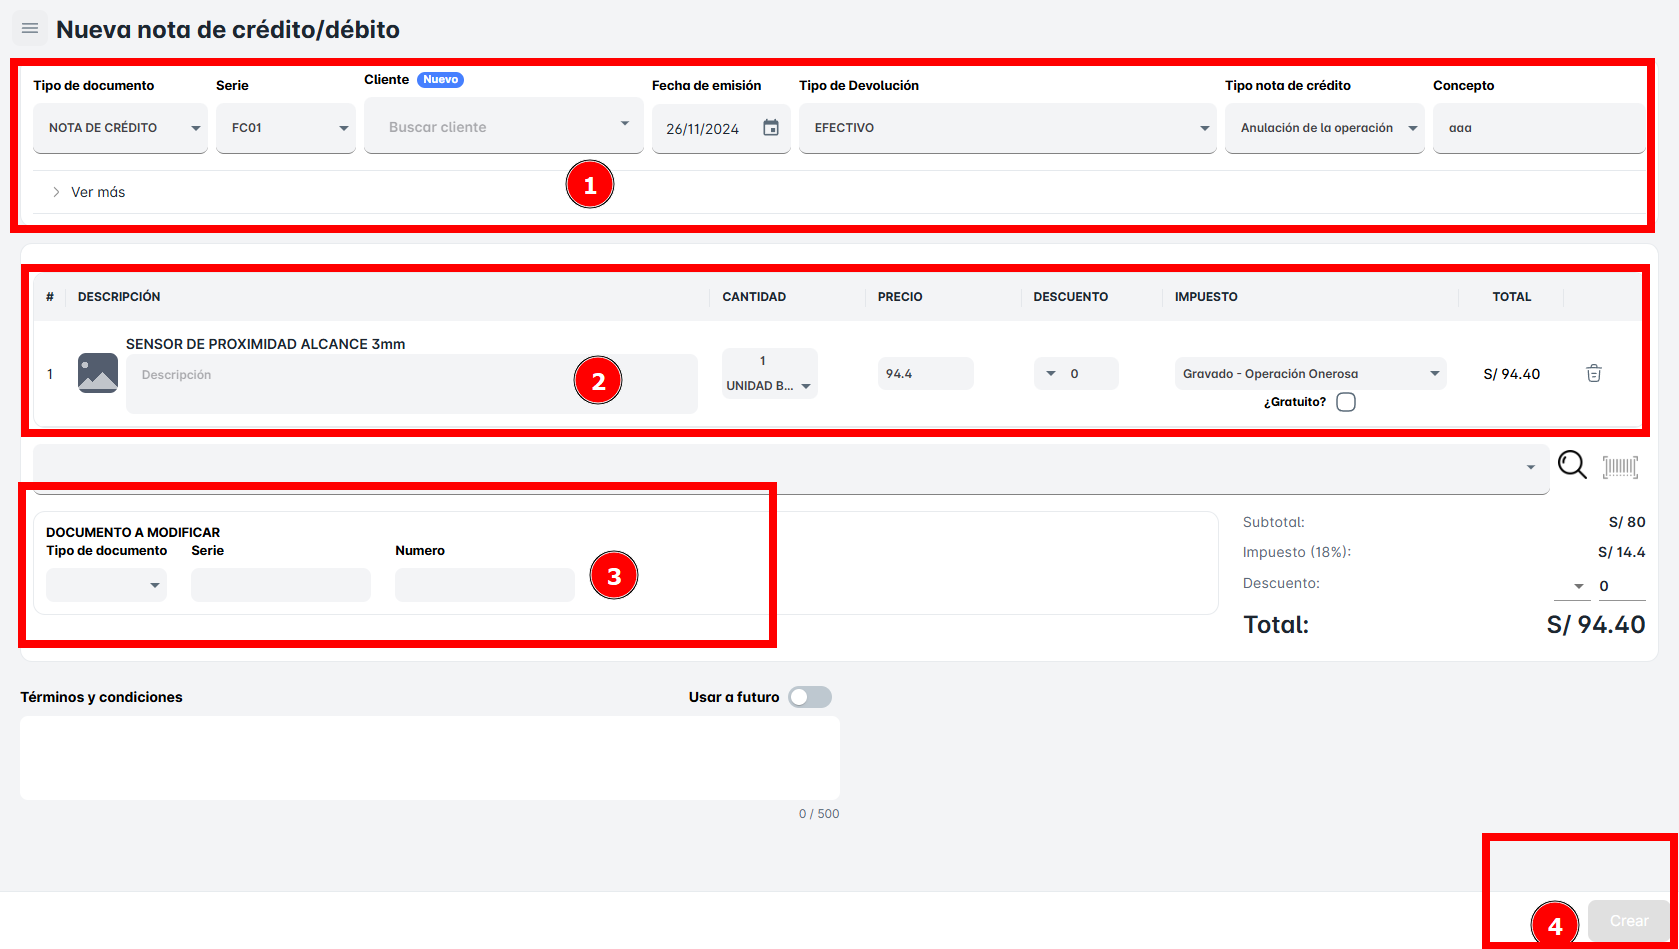 Nueva nota de crédito/débito
Tipo de documento
Serie
Cliente Nuevo
Fecha de emisión
Tipo de Devolución
Tipo nota de crédito
Concepto
NOTA DE CRÉDITO
FC01
Buscar cliente
26/11/2024
EFECTIVO
Anulación de la operación
aaa
1
Ver más
# DESCRIPCIÓN CANTIDAD PRECIO DESCUENTO IMPUESTO TOTAL
SENSOR DE PROXIMIDAD ALCANCE 3mm
1
Descripción
2
1
UNIDAD B...
94.4
0
Gravado - Operación Onerosa
¿Gratuito?
S/ 94.40
DOCUMENTO A MODIFICAR
Tipo de documento
Serie
Numero
3
Subtotal: S/ 80
Impuesto (18%): S/ 14.4
Descuento: 0
Total: S/ 94.40
Términos y condiciones
Usar a futuro
0 / 500
4
Crear